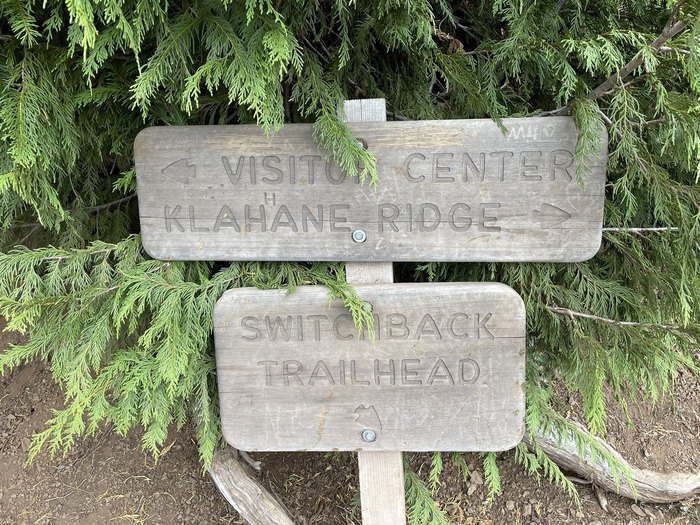 VISITOR CENTER
H
KLAHANE RIDGE
SWITCHBACK
TRAILHEAD